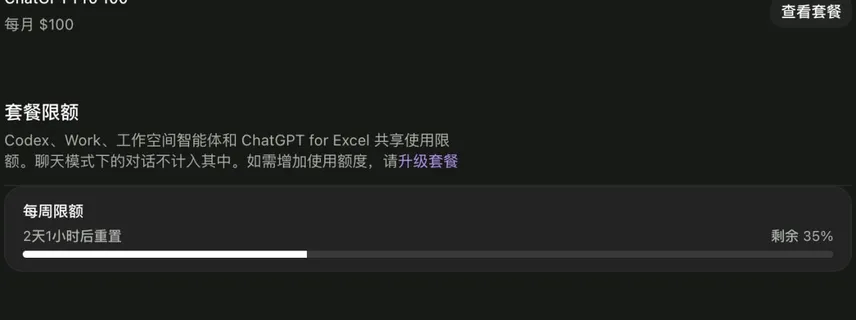 ChatGPT Pro 100
每月 $100
查看套餐
套餐限额
Codex、Work、工作空间智能体和 ChatGPT for Excel 共享使用限
额。聊天模式下的对话不计入其中。如需增加使用额度，请升级套餐
每周限额
2天1小时后重置
剩余 35%